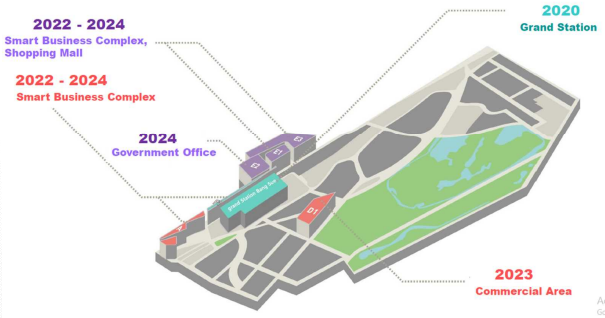 2022 - 2024
Smart Business Complex,
Shopping Mall
2022 - 2024
Smart Business Complex
2024
Government Office
2020
Grand Station
Grand Station Bang Sue
D1
2023
Commercial Area